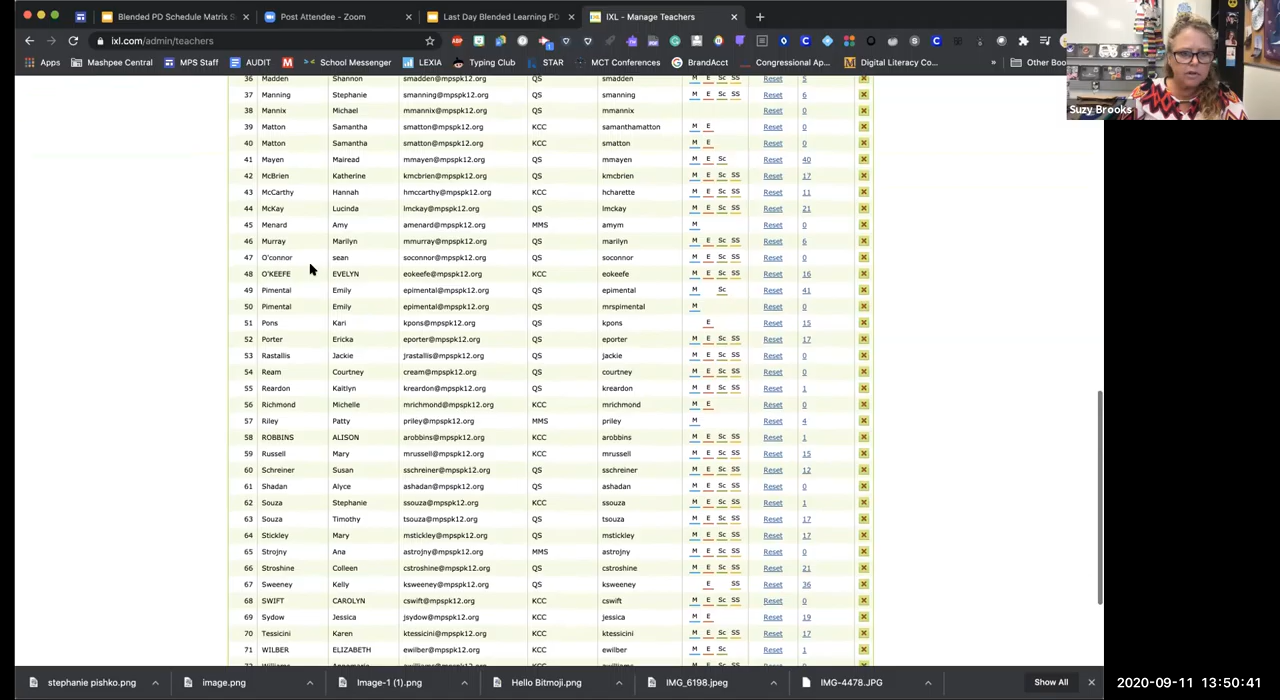 Blended PD Schedule Matrix S
Post Attendee - Zoom
Last Day Blended Learning PD
IXL - Manage Teachers
ixl.com/admin/teachers
Apps Mashpee Central MPS Staff AUDIT School Messenger LEXIA Typing Club STAR MCT Conferences BrandAcct Congressional Ap... Digital Literacy Co... » Other Boo
36 Madden Shannon smadden@mpspk12.org QS smadden M E Sc SS Reset 5
37 Manning Stephanie smanning@mpspk12.org QS smanning M E Sc SS Reset 6
38 Mannix Michael mmannix@mpspk12.org QS mmannix Reset 0
39 Matton Samantha smatton@mpspk12.org KCC samanthamatton M E Reset 0
40 Matton Samantha smatton@mpspk12.org KCC smatton M E Reset 0
41 Mayen Mairead mmayen@mpspk12.org QS mmayen M E Sc Reset 40
42 McBrien Katherine kmcbrien@mpspk12.org QS kmcbrien M E Sc SS Reset 17
43 McCarthy Hannah hmccarthy@mpspk12.org KCC hcharette M E Sc SS Reset 11
44 McKay Lucinda lmckay@mpspk12.org QS lmckay M E Sc SS Reset 21
45 Menard Amy amenard@mpspk12.org MMS amym M Reset 0
46 Murray Marilyn mmurray@mpspk12.org QS marilyn M E Sc SS Reset 6
47 O'connor sean soconnor@mpspk12.org QS soconnor M E Sc SS Reset 0
48 O'KEEFE EVELYN eokeefe@mpspk12.org KCC eokeefe M E Sc SS Reset 16
49 Pimental Emily epimental@mpspk12.org QS epimental M Sc Reset 41
50 Pimental Emily epimental@mpspk12.org QS mrspimental M Reset 0
51 Pons Kari kpons@mpspk12.org QS kpons E Reset 15
52 Porter Ericka eporter@mpspk12.org QS eporter M E Sc SS Reset 17
53 Rastallis Jackie jrastallis@mpspk12.org QS jackie M E Sc SS Reset 0
54 Ream Courtney cream@mpspk12.org QS courtney M E Sc SS Reset 0
55 Reardon Kaitlyn kreardon@mpspk12.org QS kreardon M E Sc SS Reset 1
56 Richmond Michelle mrichmond@mpspk12.org KCC mrichmond M E Reset 0
57 Riley Patty priley@mpspk12.org MMS priley M Reset 4
58 ROBBINS ALISON arobbins@mpspk12.org KCC arobbins M E Sc SS Reset 1
59 Russell Mary mrussell@mpspk12.org KCC mrussell M E Sc SS Reset 15
60 Schreiner Susan sschreiner@mpspk12.org QS sschreiner M E Sc SS Reset 12
61 Shadan Alyce ashadan@mpspk12.org QS ashadan M E Sc SS Reset 0
62 Souza Stephanie ssouza@mpspk12.org KCC ssouza M E Sc SS Reset 1
63 Souza Timothy tsouza@mpspk12.org QS tsouza M E Sc SS Reset 17
64 Stickley Mary mstickley@mpspk12.org QS mstickley M E Sc SS Reset 17
65 Strojny Ana astrojny@mpspk12.org MMS astrojny M E Sc SS Reset 0
66 Stroshine Colleen cstroshine@mpspk12.org QS cstroshine M E Sc SS Reset 21
67 Sweeney Kelly ksweeney@mpspk12.org QS ksweeney E SS Reset 36
68 SWIFT CAROLYN cswift@mpspk12.org KCC cswift M E Sc SS Reset 0
69 Sydow Jessica jsydow@mpspk12.org KCC jessica M E Reset 19
70 Tessicini Karen ktessicini@mpspk12.org KCC ktessicini M E Sc SS Reset 17
71 WILBER ELIZABETH ewilber@mpspk12.org KCC ewilber M E Sc Reset 1
Suzy Brooks
stephanie pishko.png
image.png
Image-1 (1).png
Hello Bitmoji.png
IMG_6198.jpeg
IMG-4478.JPG
Show All
2020-09-11 13:50:41